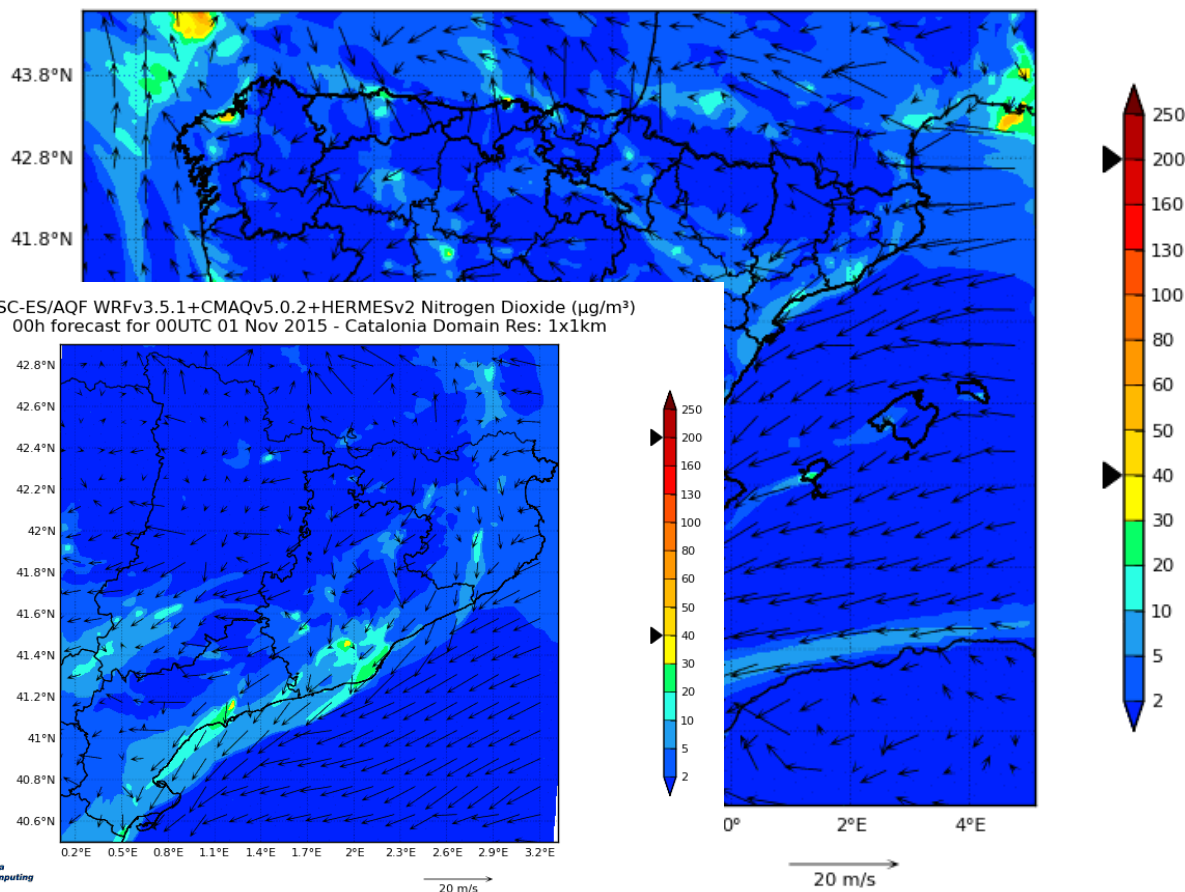 43.8°N
42.8°N
41.8°N
250
200
160
130
100
80
60
50
40
30
20
10
5
2
0°
2°E
4°E
20 m/s
SC-ES/AQF WRFv3.5.1+CMAQv5.0.2+HERMESv2 Nitrogen Dioxide (μg/m³)
00h forecast for 00UTC 01 Nov 2015 - Catalonia Domain Res: 1x1km
42.8°N
42.6°N
42.4°N
42.2°N
42°N
41.8°N
41.6°N
41.4°N
41.2°N
41°N
40.8°N
40.6°N
0.2°E 0.5°E 0.8°E 1.1°E 1.4°E 1.7°E 2°E 2.3°E 2.6°E 2.9°E 3.2°E
250
200
160
130
100
80
60
50
40
30
20
10
5
2
20 m/s
a
nputing